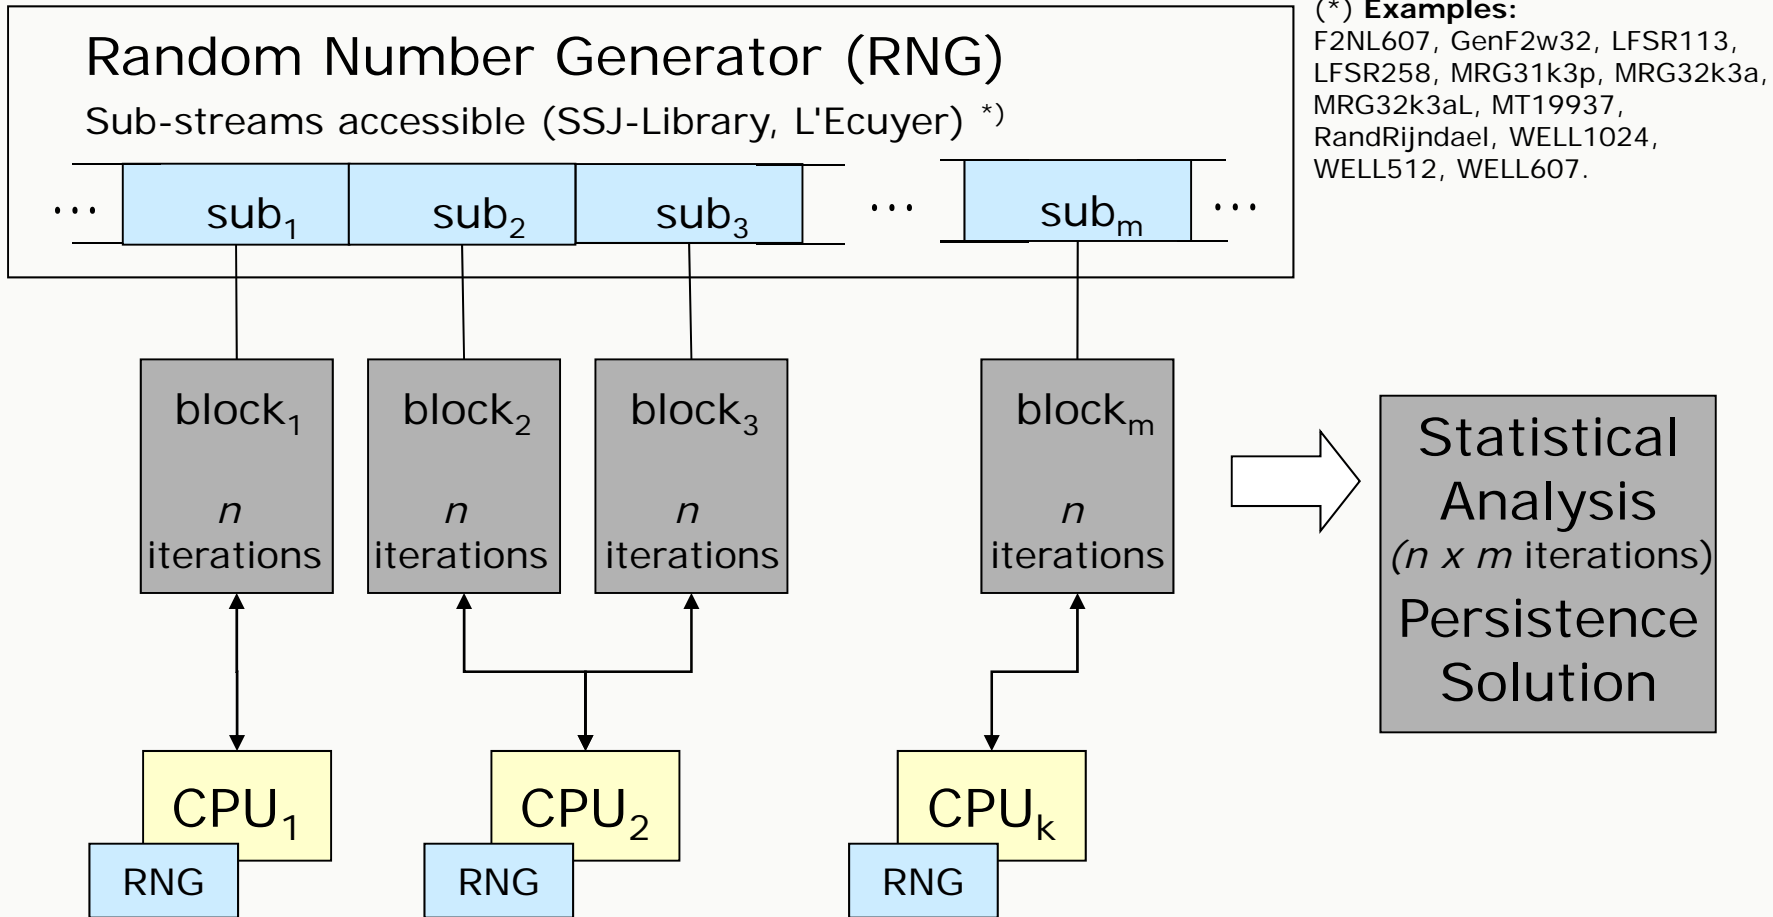 Random Number Generator (RNG)
Sub-streams accessible (SSJ-Library, L'Ecuyer) *)
(*) Examples:
F2NL607, GenF2w32, LFSR113,
LFSR258, MRG31k3p, MRG32k3a,
MRG32k3aL, MT19937,
RandRijndael, WELL1024,
WELL512, WELL607.
... sub1 sub2 sub3 ... subm ...
block1 block2 block3 blockm
n n n n
iterations iterations iterations iterations
Statistical
Analysis
(n x m iterations)
Persistence
Solution
CPU1 CPU2 CPUk
RNG RNG RNG